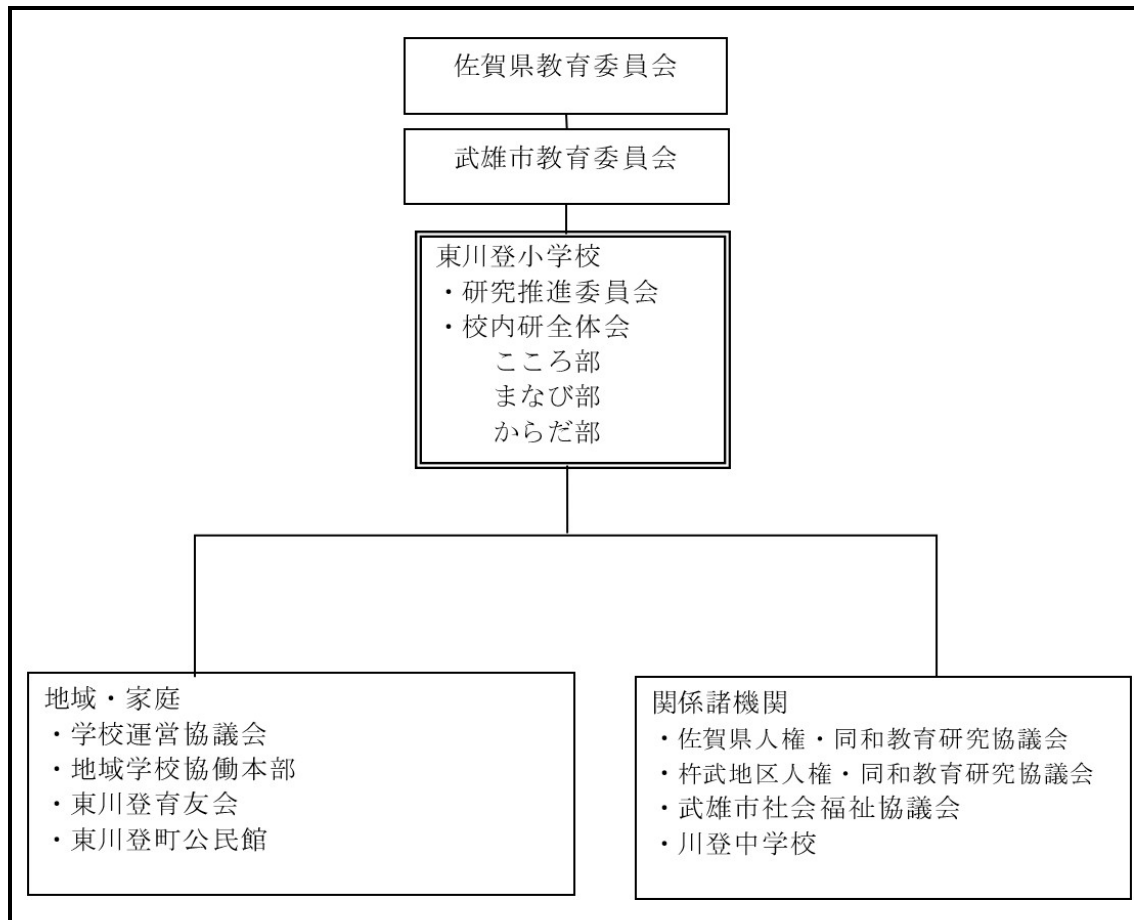 佐賀県教育委員会
武雄市教育委員会
東川登小学校
・研究推進委員会
・校内研全体会
こころ部
まなび部
からだ部
地域・家庭
・学校運営協議会
・地域学校協働本部
・東川登育友会
・東川登町公民館
関係諸機関
・佐賀県人権・同和教育研究協議会
・杵武地区人権・同和教育研究協議会
・武雄市社会福祉協議会
・川登中学校